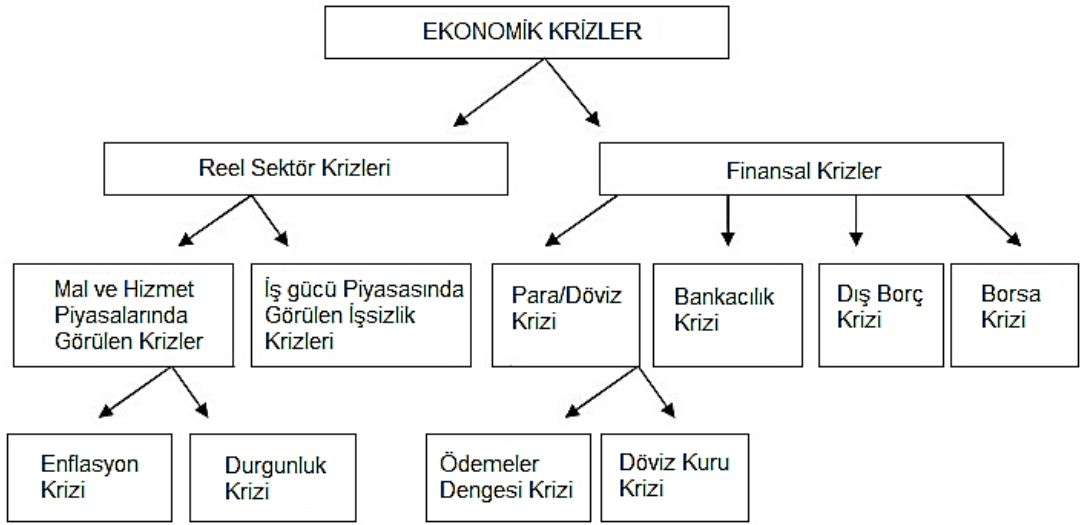 EKONOMİK KRİZLER
Reel Sektör Krizleri
Finansal Krizler
Mal ve Hizmet
Piyasalarında
Görülen Krizler
İş gücü Piyasasında
Görülen İşsizlik
Krizleri
Para/Döviz
Krizi
Bankacılık
Krizi
Dış Borç
Krizi
Borsa
Krizi
Enflasyon
Krizi
Durgunluk
Krizi
Ödemeler
Dengesi Krizi
Döviz Kuru
Krizi